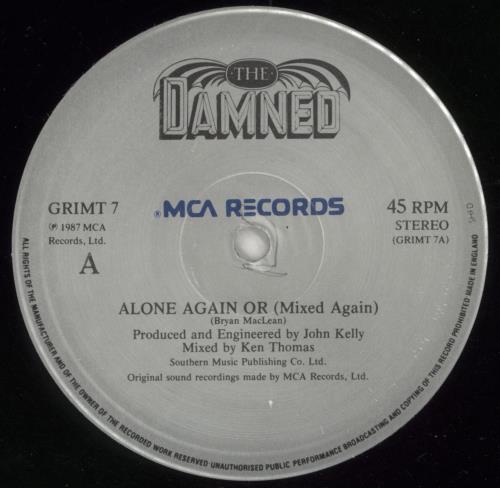 THE
DAMNED
GRIMT 7
℗ 1987 MCA
Records, Ltd.
A
®MCA RECORDS
45 RPM
STEREO
(GRIMT 7A)
ALONE AGAIN OR (Mixed Again)
(Bryan MacLean)
Produced and Engineered by John Kelly
Mixed by Ken Thomas
Southern Music Publishing Co. Ltd.
Original sound recordings made by MCA Records, Ltd.
ALL RIGHTS OF THE MANUFACTURER AND OF THE OWNER OF THE RECORDED WORK RESERVED UNAUTHORISED PUBLIC PERFORMANCE BROADCASTING AND COPYING OF THIS RECORD PROHIBITED MADE IN ENGLAND